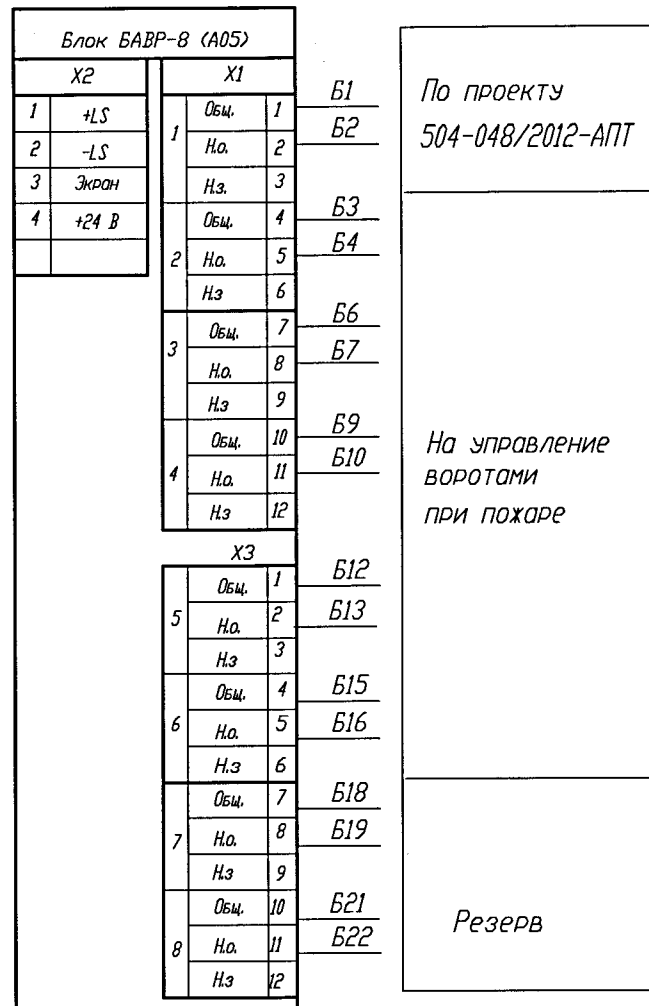 Блок БАВР-8 (А05)
X2
1 +LS
2 -LS
3 Экран
4 +24 В
X1
1
Общ. 1 Б1
Н.о. 2 Б2
Н.з. 3
2
Общ. 4 Б3
Н.о. 5 Б4
Н.з 6
3
Общ. 7 Б6
Н.о. 8 Б7
Н.з 9
4
Общ. 10 Б9
Н.о. 11 Б10
Н.з 12
X3
5
Общ. 1 Б12
Н.о. 2 Б13
Н.з 3
6
Общ. 4 Б15
Н.о. 5 Б16
Н.з 6
7
Общ. 7 Б18
Н.о. 8 Б19
Н.з 9
8
Общ. 10 Б21
Н.о. 11 Б22
Н.з 12
По проекту
504-048/2012-АПТ
На управление
воротами
при пожаре
Резерв